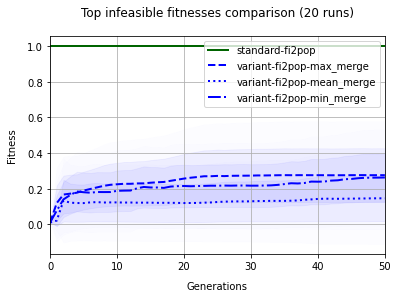 Top infeasible fitnesses comparison (20 runs)
1.0
0.8
0.6
0.4
0.2
0.0
Fitness
standard-fi2pop
variant-fi2pop-max_merge
variant-fi2pop-mean_merge
variant-fi2pop-min_merge
0 10 20 30 40 50
Generations